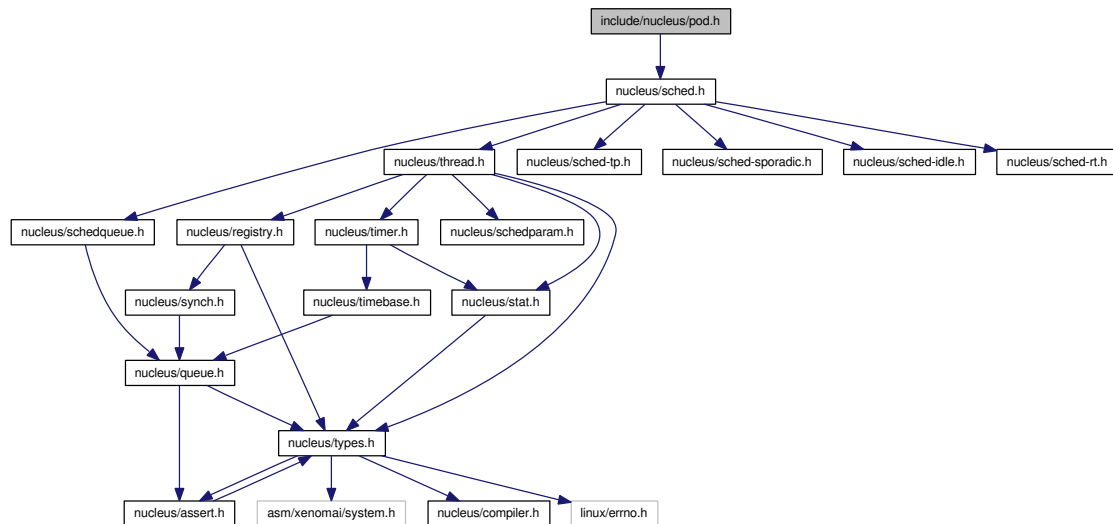 include/nucleus/pod.h
nucleus/sched.h
nucleus/thread.h
nucleus/sched-tp.h
nucleus/sched-sporadic.h
nucleus/sched-idle.h
nucleus/sched-rt.h
nucleus/schedqueue.h
nucleus/registry.h
nucleus/timer.h
nucleus/schedparam.h
nucleus/synch.h
nucleus/timebase.h
nucleus/stat.h
nucleus/queue.h
nucleus/types.h
nucleus/assert.h
asm/xenomai/system.h
nucleus/compiler.h
linux/errno.h